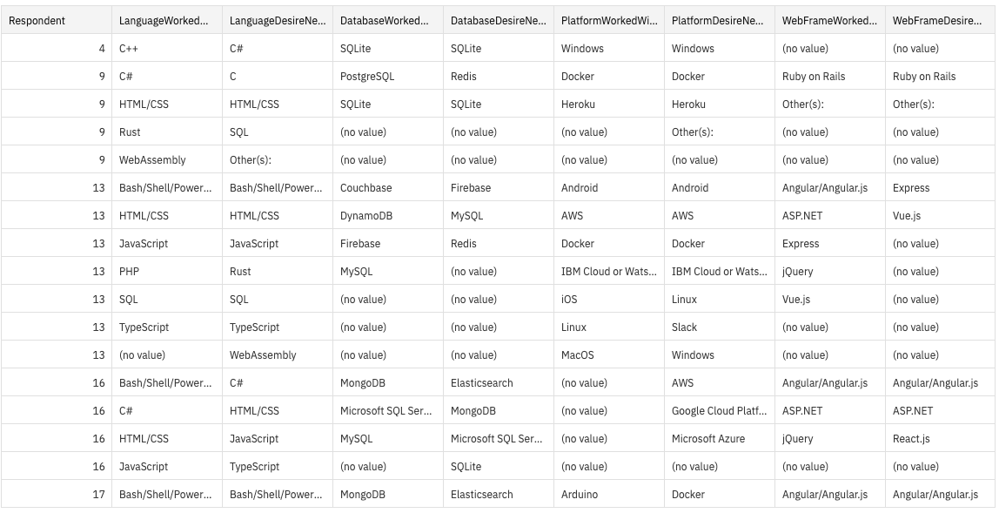 Respondent LanguageWorked... LanguageDesireNe... DatabaseWorked... DatabaseDesireNe... PlatformWorkedWi... PlatformDesireNe... WebFrameWorked... WebFrameDesire...
4 C++ C# SQLite SQLite Windows Windows (no value) (no value)
9 C# C PostgreSQL Redis Docker Docker Ruby on Rails Ruby on Rails
9 HTML/CSS HTML/CSS SQLite SQLite Heroku Heroku Other(s): Other(s):
9 Rust SQL (no value) (no value) (no value) Other(s): (no value) (no value)
9 WebAssembly Other(s): (no value) (no value) (no value) (no value) (no value) (no value)
13 Bash/Shell/Power... Bash/Shell/Power... Couchbase Firebase Android Android Angular/Angular.js Express
13 HTML/CSS HTML/CSS DynamoDB MySQL AWS AWS ASP.NET Vue.js
13 JavaScript JavaScript Firebase Redis Docker Docker Express (no value)
13 PHP Rust MySQL (no value) IBM Cloud or Wats... IBM Cloud or Wats... jQuery (no value)
13 SQL SQL (no value) (no value) iOS Linux Vue.js (no value)
13 TypeScript TypeScript (no value) (no value) Linux Slack (no value) (no value)
13 (no value) WebAssembly (no value) (no value) MacOS Windows (no value) (no value)
16 Bash/Shell/Power... C# MongoDB Elasticsearch (no value) AWS Angular/Angular.js Angular/Angular.js
16 C# HTML/CSS Microsoft SQL Ser... MongoDB (no value) Google Cloud Platf... ASP.NET ASP.NET
16 HTML/CSS JavaScript MySQL Microsoft SQL Ser... (no value) Microsoft Azure jQuery React.js
16 JavaScript TypeScript (no value) SQLite (no value) (no value) (no value) (no value)
17 Bash/Shell/Power... Bash/Shell/Power... MongoDB Elasticsearch Arduino Docker Angular/Angular.js Angular/Angular.js